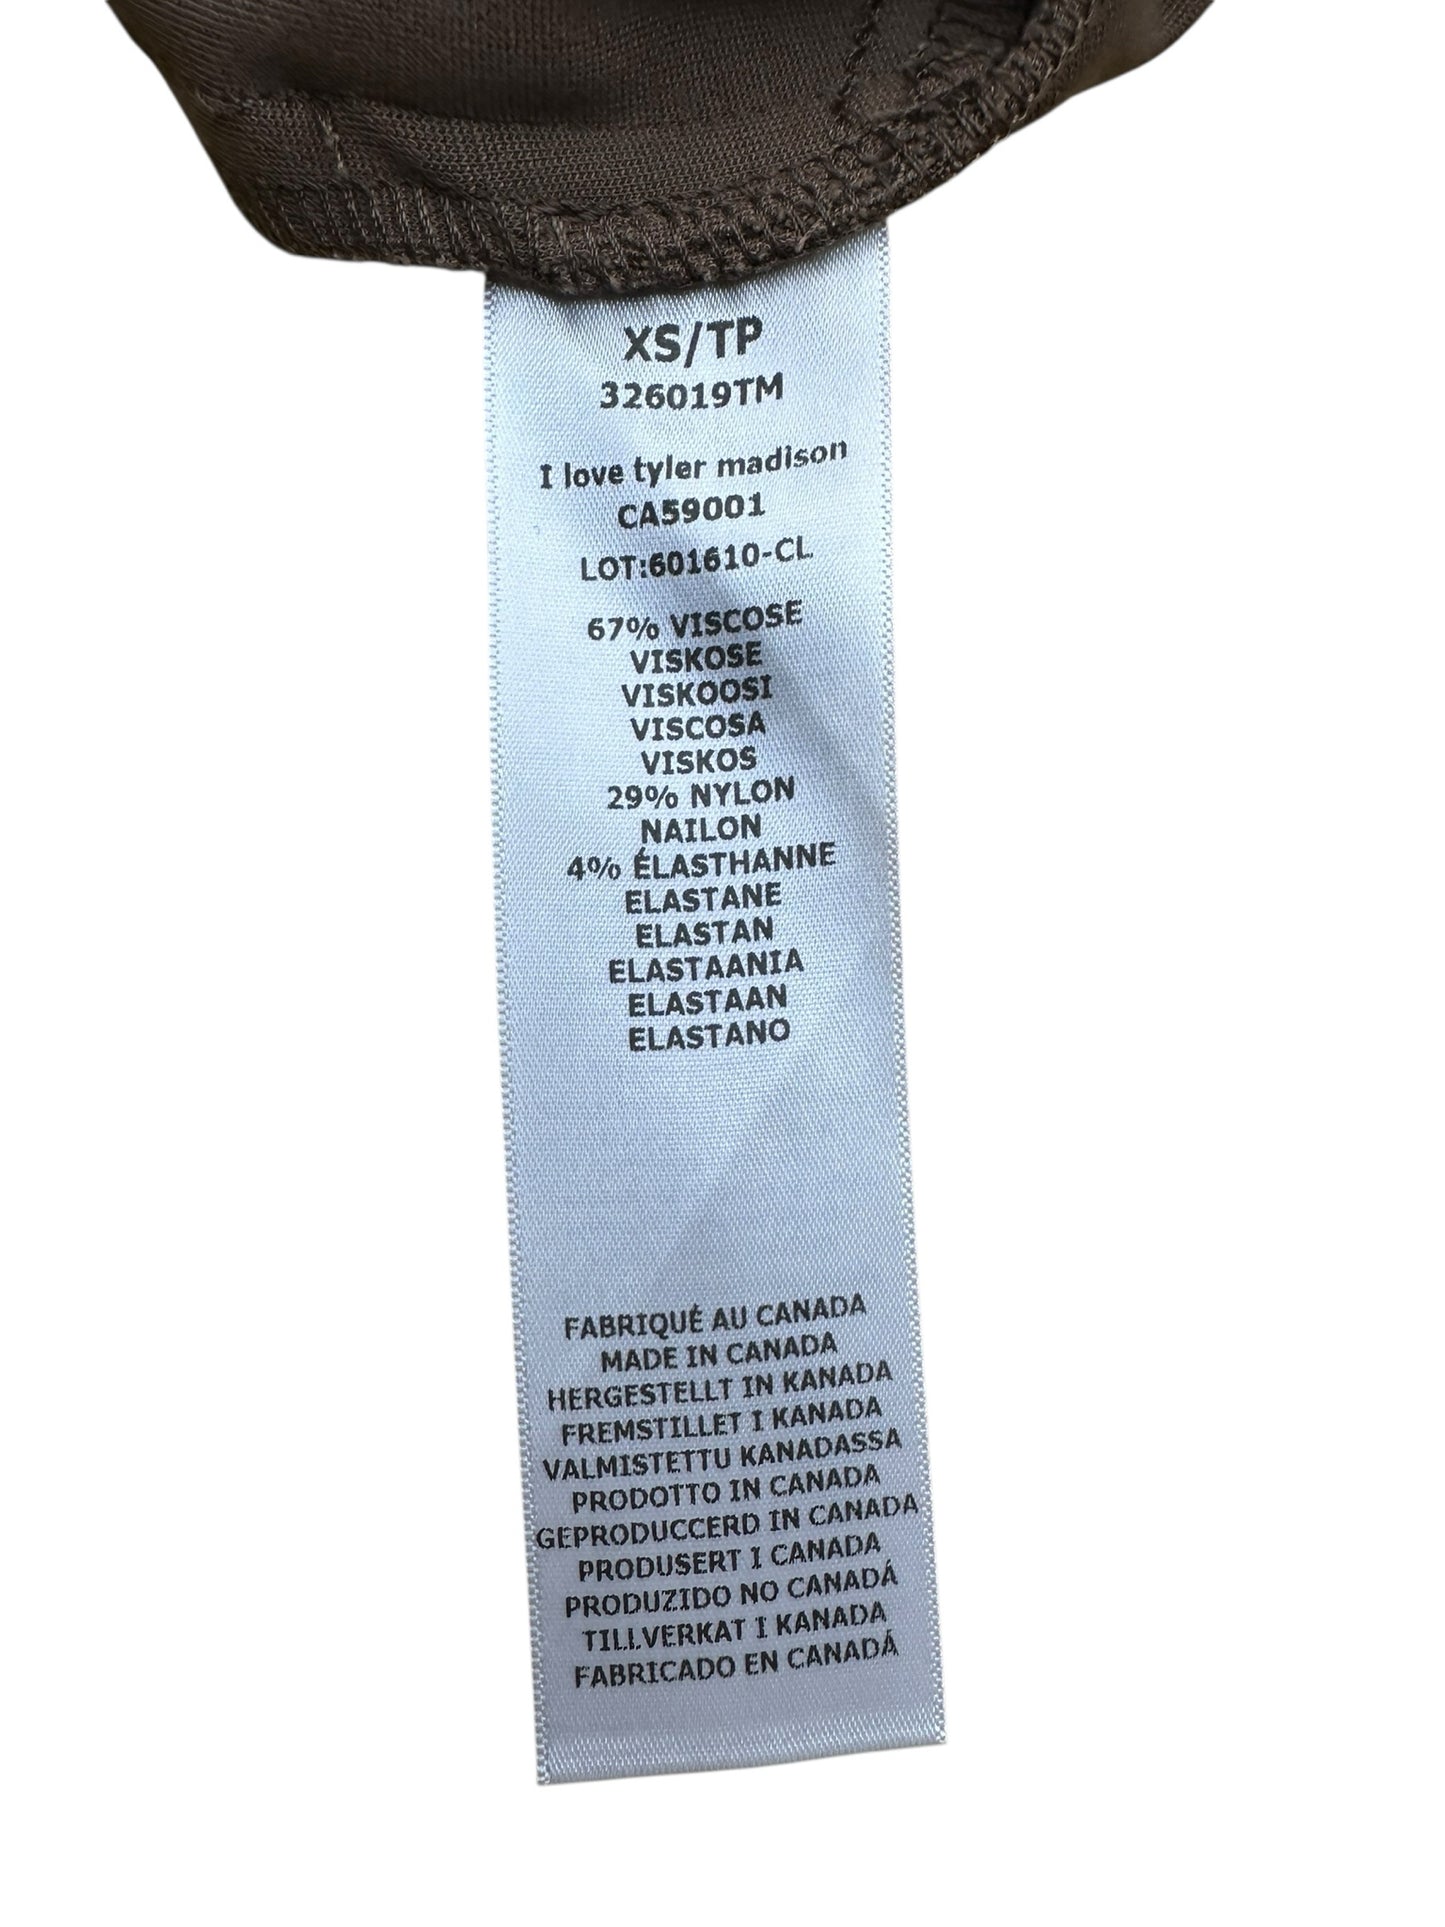 XS/TP
326019TM
I love tyler madison
CA59001
LOT:601610-CL
67% VISCOSE
VISKOSE
VISKOOSI
VISCOSA
VISKOS
29% NYLON
NAILON
4% ÉLASTHANNE
ELASTANE
ELASTAN
ELASTAANIA
ELASTAAN
ELASTANO
FABRIQUÉ AU CANADA
MADE IN CANADA
HERGESTELLT IN KANADA
FREMSTILLET I KANADA
VALMISTETTU KANADASSA
PRODOTTO IN CANADA
GEPRODUCCERD IN CANADA
PRODUSERT I CANADA
PRODUZIDO NO CANADÁ
TILLVERKAT I KANADA
FABRICADO EN CANADÁ